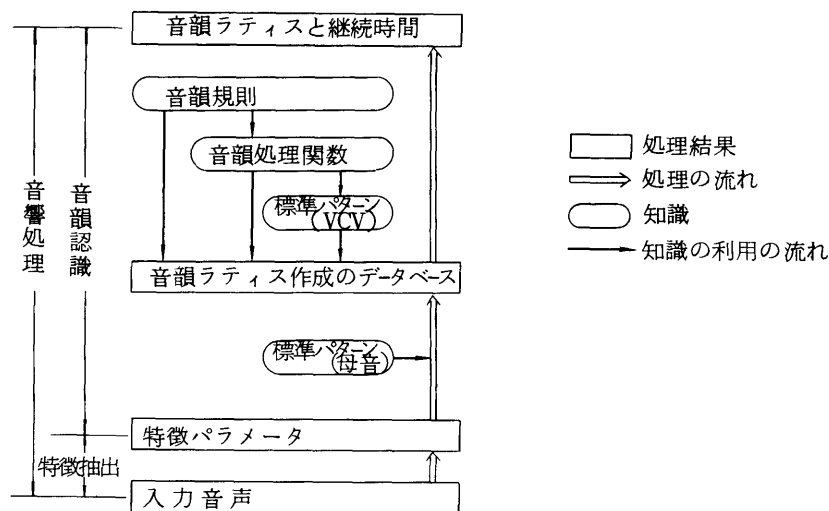 音韻ラティスと継続時間
音韻規則
音韻処理関数
標準パターン
(VCV)
音韻ラティス作成のデータベース
標準パターン
(母音)
特徴パラメータ
入力音声
音響処理
音韻認識
特徴抽出
処理結果
処理の流れ
知識
知識の利用の流れ